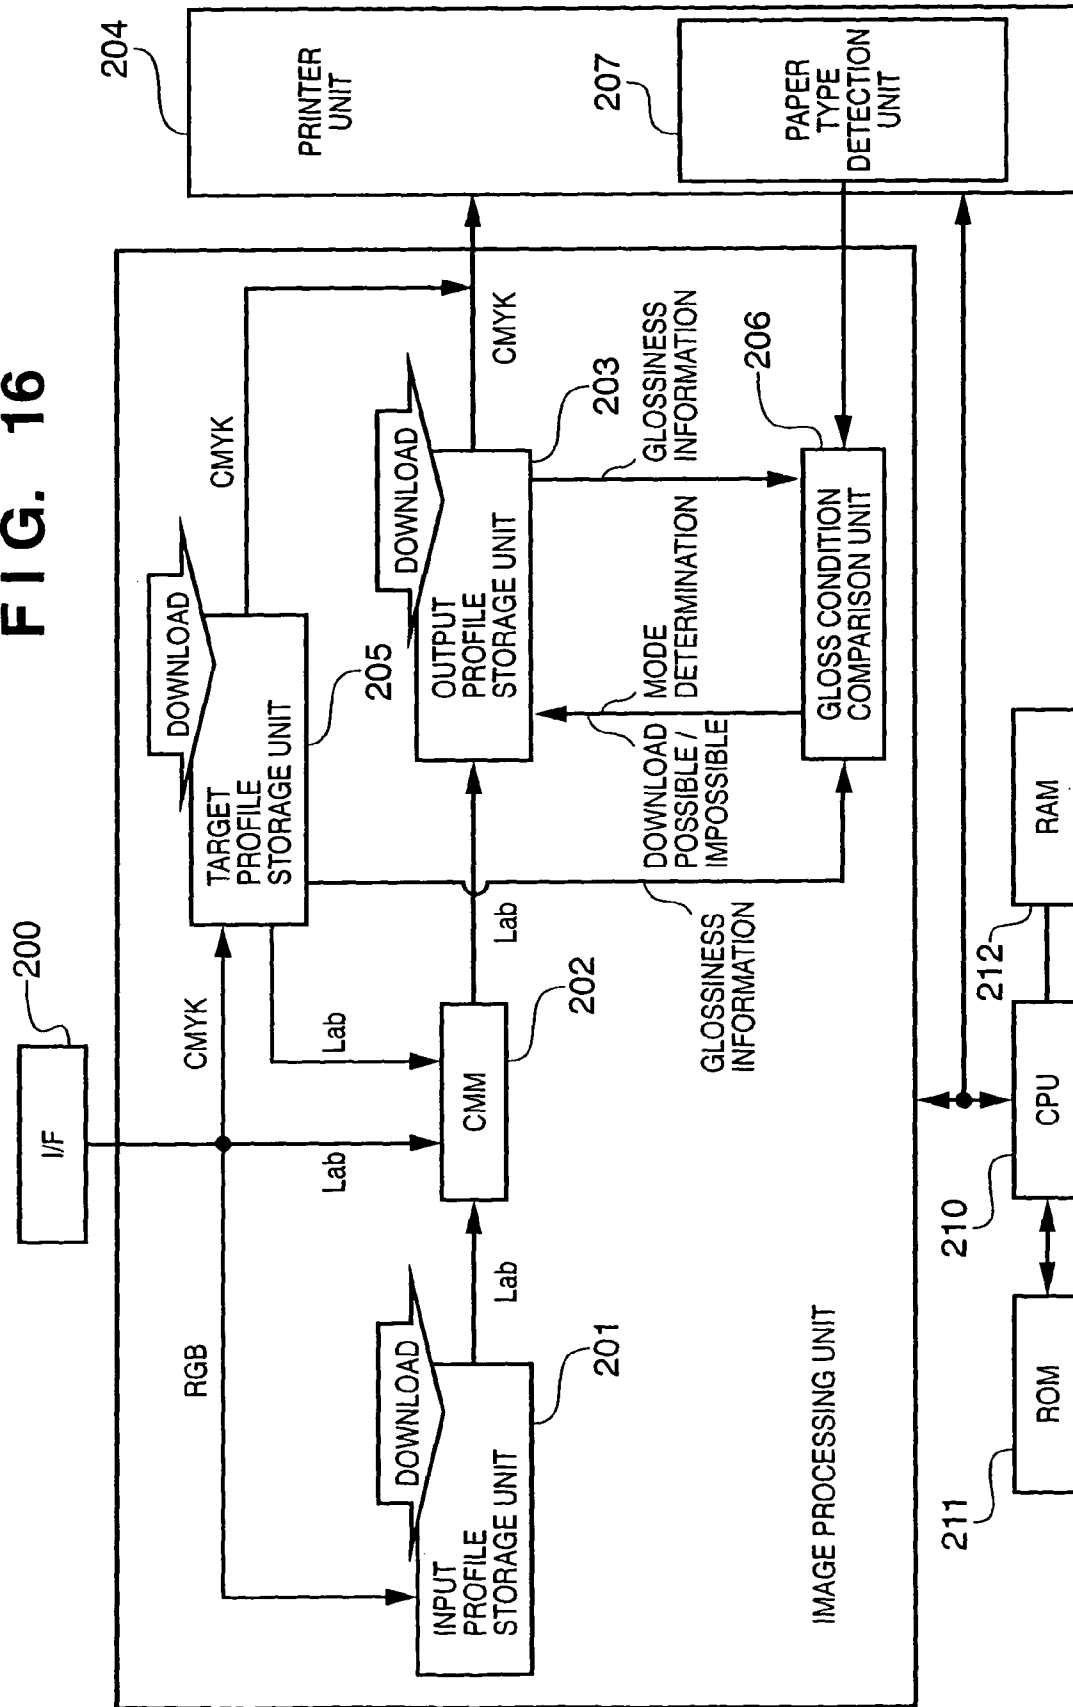 FIG. 16
I/F
200
RGB
CMYK
Lab
DOWNLOAD
INPUT
PROFILE
STORAGE UNIT
201
Lab
CMM
202
Lab
Lab
DOWNLOAD
TARGET
PROFILE
STORAGE UNIT
205
CMYK
DOWNLOAD
OUTPUT
PROFILE
STORAGE UNIT
203
CMYK
GLOSSINESS
INFORMATION
DOWNLOAD
POSSIBLE /
IMPOSSIBLE
MODE
DETERMINATION
GLOSSINESS
INFORMATION
206
GLOSS CONDITION
COMPARISON UNIT
IMAGE PROCESSING UNIT
204
PRINTER
UNIT
207
PAPER
TYPE
DETECTION
UNIT
211
ROM
210
CPU
212
RAM